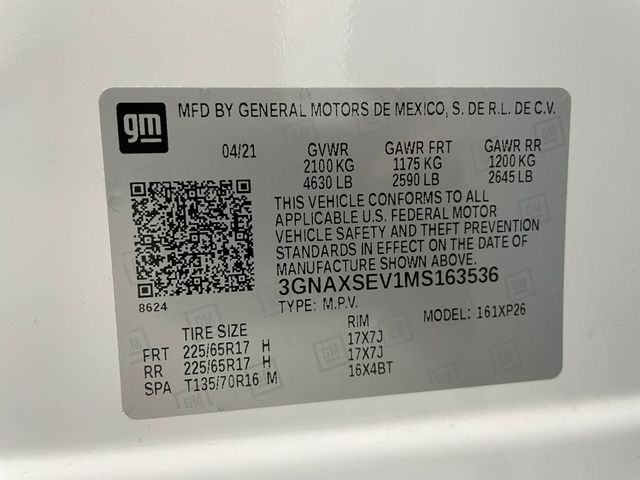 gm
MFD BY GENERAL MOTORS DE MEXICO, S. DE R.L. DE C.V.
04/21 GVWR GAWR FRT GAWR RR
2100 KG 1175 KG 1200 KG
4630 LB 2590 LB 2645 LB
THIS VEHICLE CONFORMS TO ALL
APPLICABLE U.S. FEDERAL MOTOR
VEHICLE SAFETY AND THEFT PREVENTION
STANDARDS IN EFFECT ON THE DATE OF
MANUFACTURE SHOWN ABOVE.
3GNAXSEV1MS163536
8624
TYPE: M.P.V. MODEL: 161XP26
TIRE SIZE RIM
FRT 225/65R17 H 17X7J
RR 225/65R17 H 17X7J
SPA T135/70R16 M 16X4BT